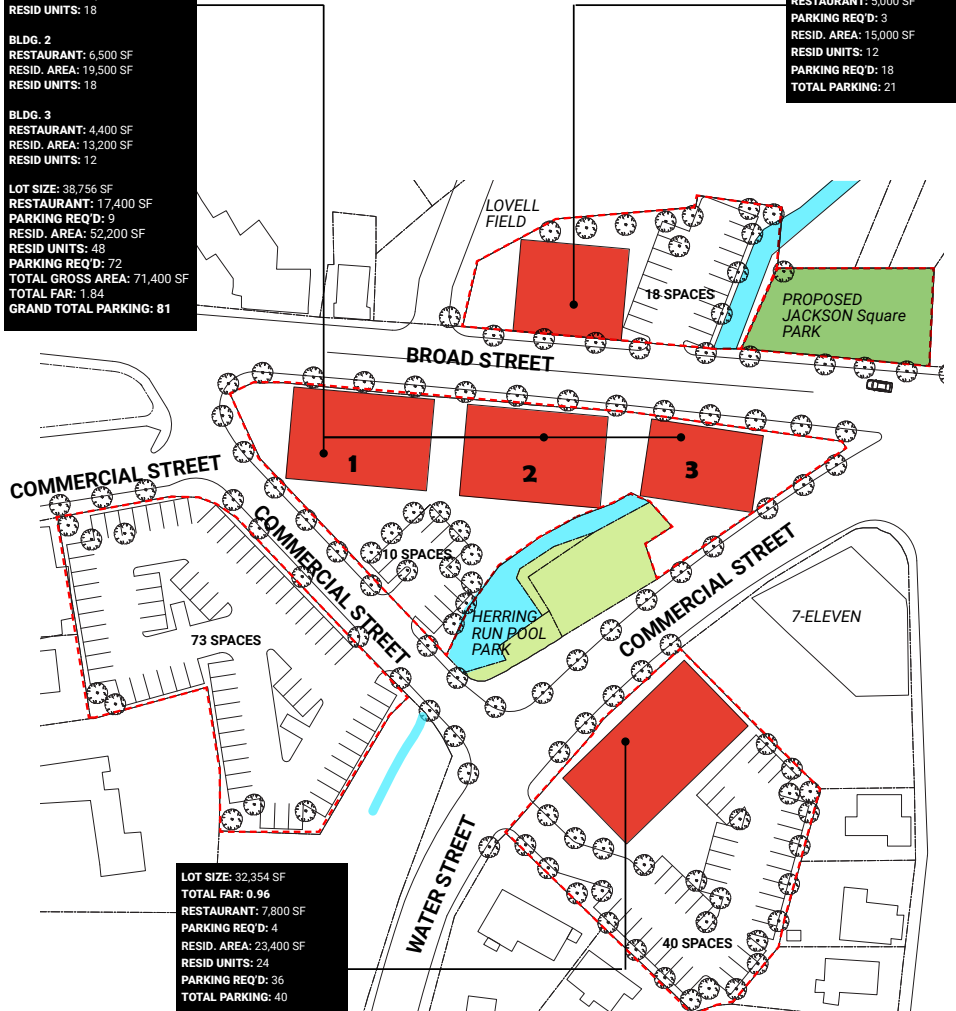 RESID UNITS: 18
BLDG. 2
RESTAURANT: 6,500 SF
RESID. AREA: 19,500 SF
RESID UNITS: 18
BLDG. 3
RESTAURANT: 4,400 SF
RESID. AREA: 13,200 SF
RESID UNITS: 12
LOT SIZE: 38,756 SF
RESTAURANT: 17,400 SF
PARKING REQ'D: 9
RESID. AREA: 52,200 SF
RESID UNITS: 48
PARKING REQ'D: 72
TOTAL GROSS AREA: 71,400 SF
TOTAL FAR: 1.84
GRAND TOTAL PARKING: 81
RESTAURANT: 5,000 SF
PARKING REQ'D: 3
RESID. AREA: 15,000 SF
RESID UNITS: 12
PARKING REQ'D: 18
TOTAL PARKING: 21
LOVELL
FIELD
18 SPACES
PROPOSED
JACKSON Square
PARK
BROAD STREET
1
2
3
COMMERCIAL STREET
COMMERCIAL STREET
10 SPACES
COMMERCIAL STREET
HERRING
RUN POOL
PARK
7-ELEVEN
73 SPACES
WATER STREET
40 SPACES
LOT SIZE: 32,354 SF
TOTAL FAR: 0.96
RESTAURANT: 7,800 SF
PARKING REQ'D: 4
RESID. AREA: 23,400 SF
RESID UNITS: 24
PARKING REQ'D: 36
TOTAL PARKING: 40